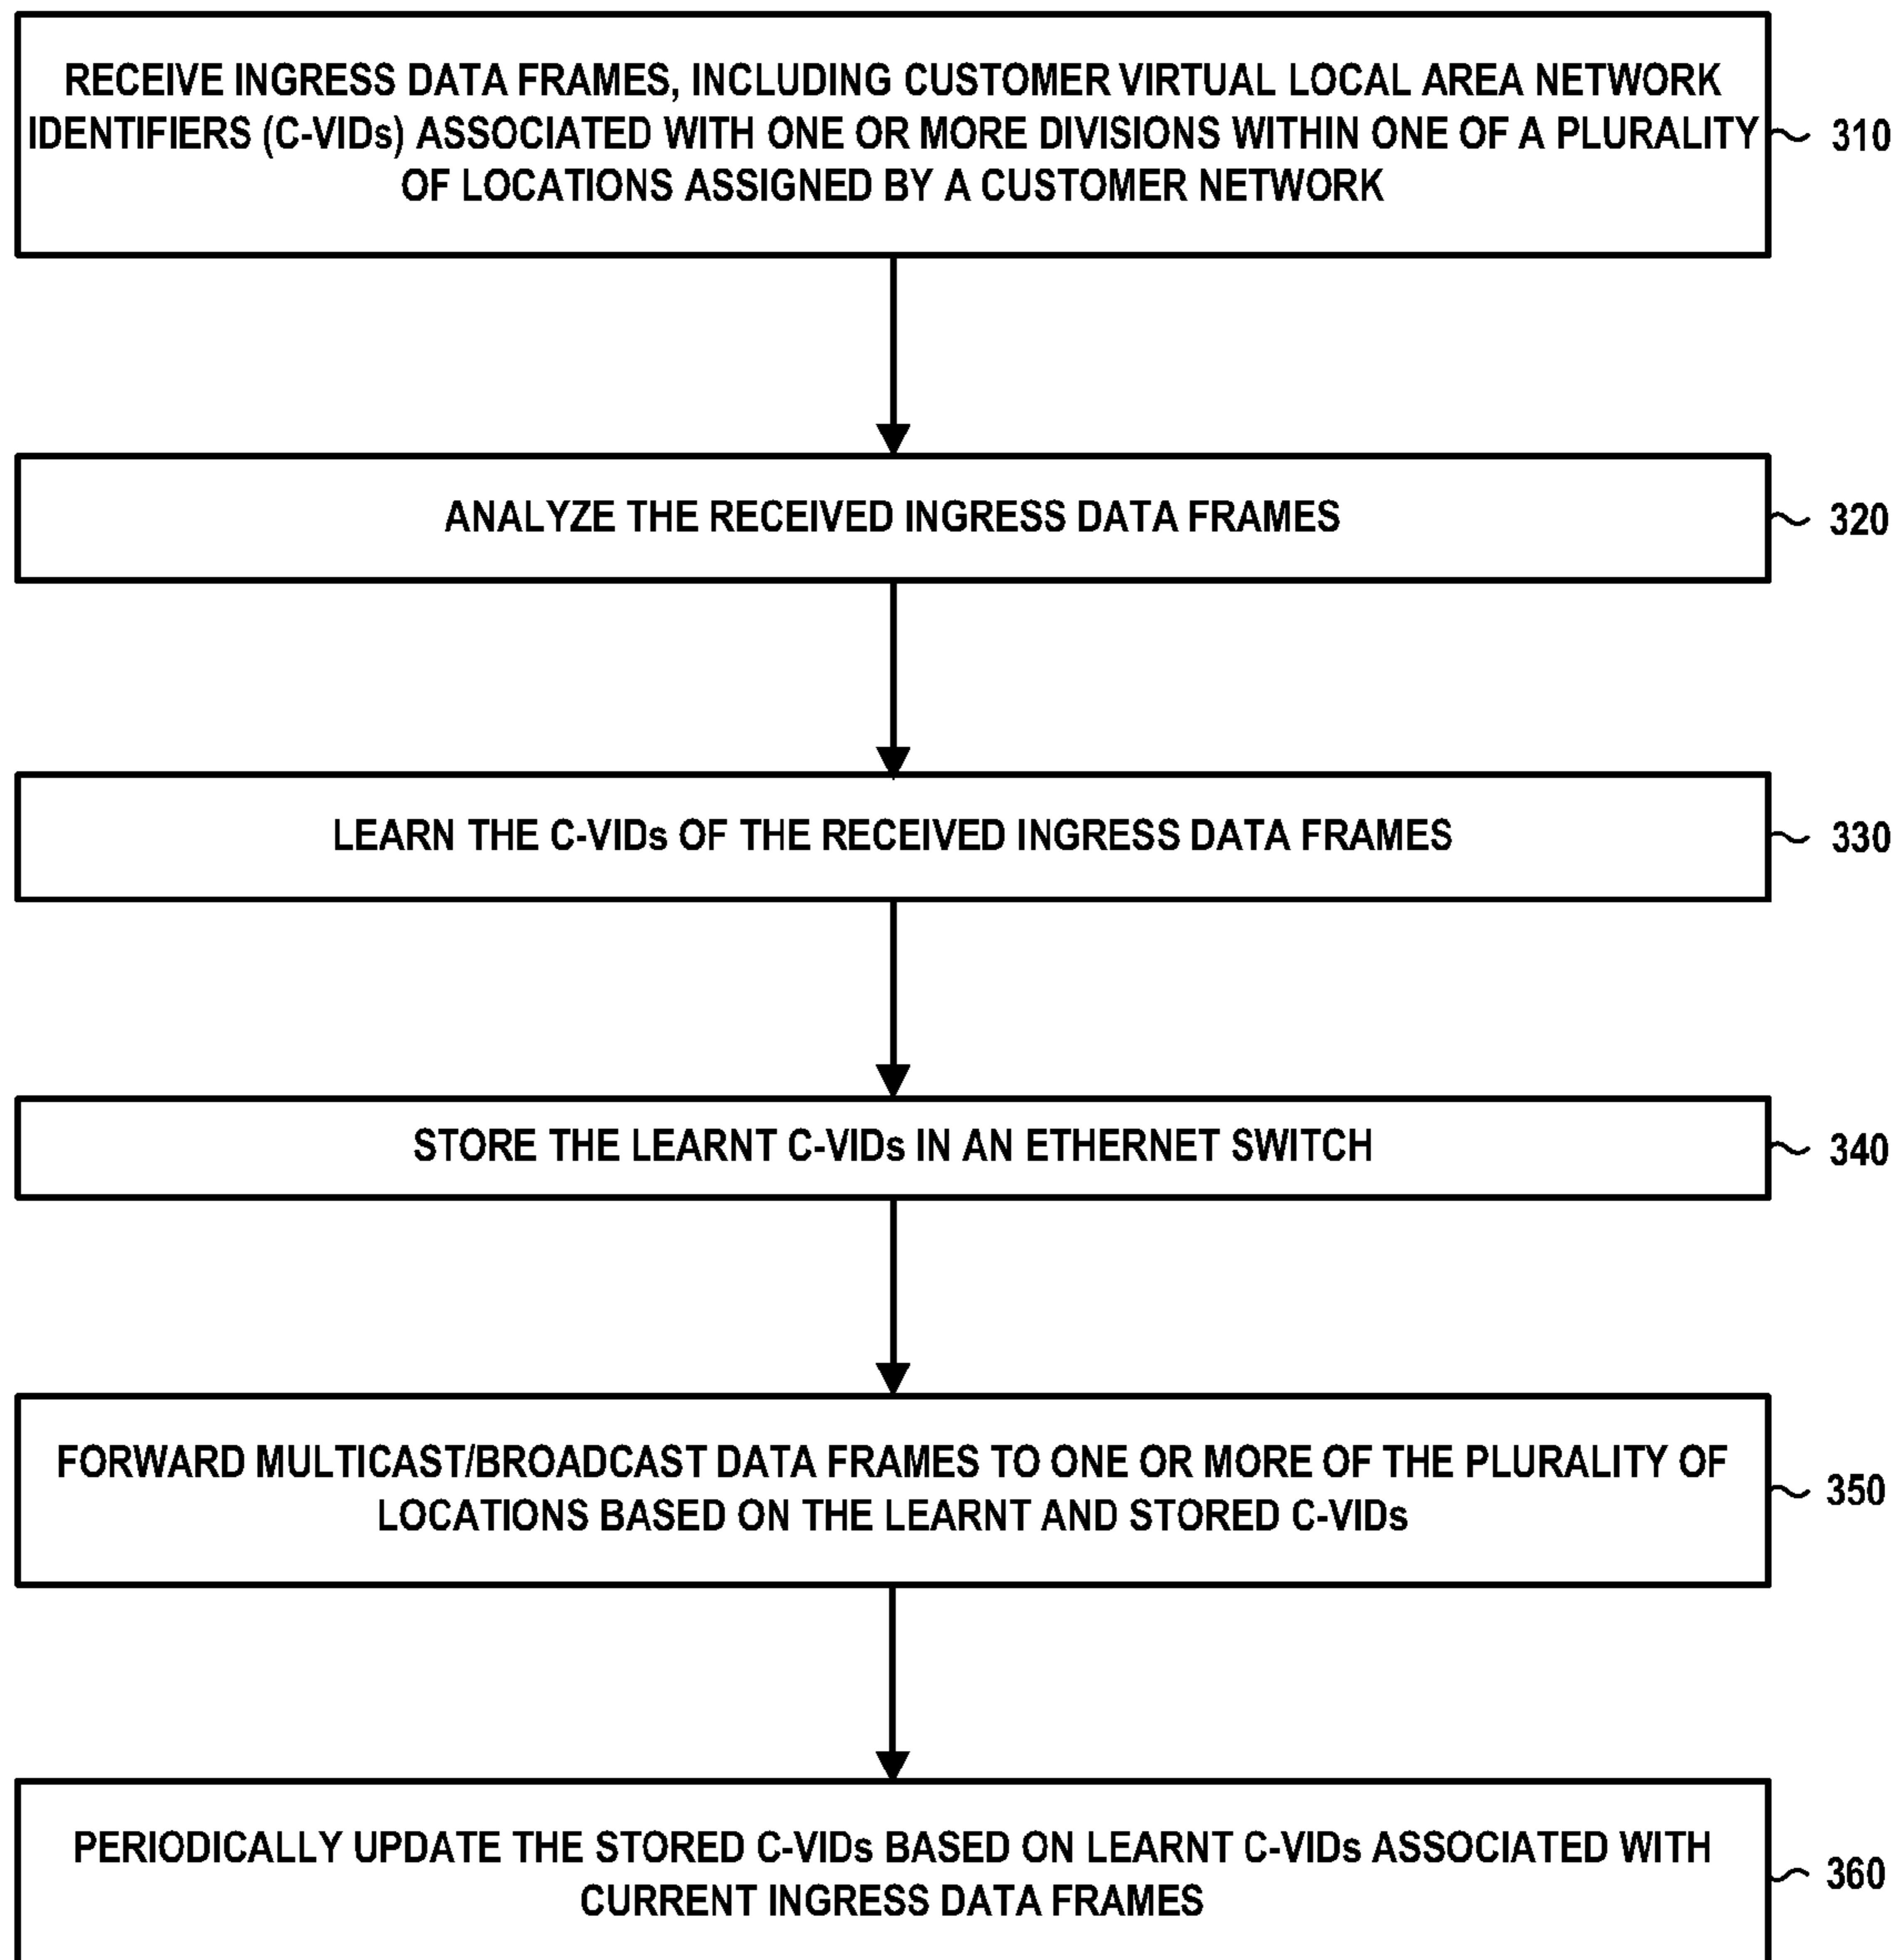 RECEIVE INGRESS DATA FRAMES, INCLUDING CUSTOMER VIRTUAL LOCAL AREA NETWORK
IDENTIFIERS (C-VIDs) ASSOCIATED WITH ONE OR MORE DIVISIONS WITHIN ONE OF A PLURALITY
OF LOCATIONS ASSIGNED BY A CUSTOMER NETWORK
310
ANALYZE THE RECEIVED INGRESS DATA FRAMES
320
LEARN THE C-VIDs OF THE RECEIVED INGRESS DATA FRAMES
330
STORE THE LEARNT C-VIDs IN AN ETHERNET SWITCH
340
FORWARD MULTICAST/BROADCAST DATA FRAMES TO ONE OR MORE OF THE PLURALITY OF
LOCATIONS BASED ON THE LEARNT AND STORED C-VIDs
350
PERIODICALLY UPDATE THE STORED C-VIDs BASED ON LEARNT C-VIDs ASSOCIATED WITH
CURRENT INGRESS DATA FRAMES
360